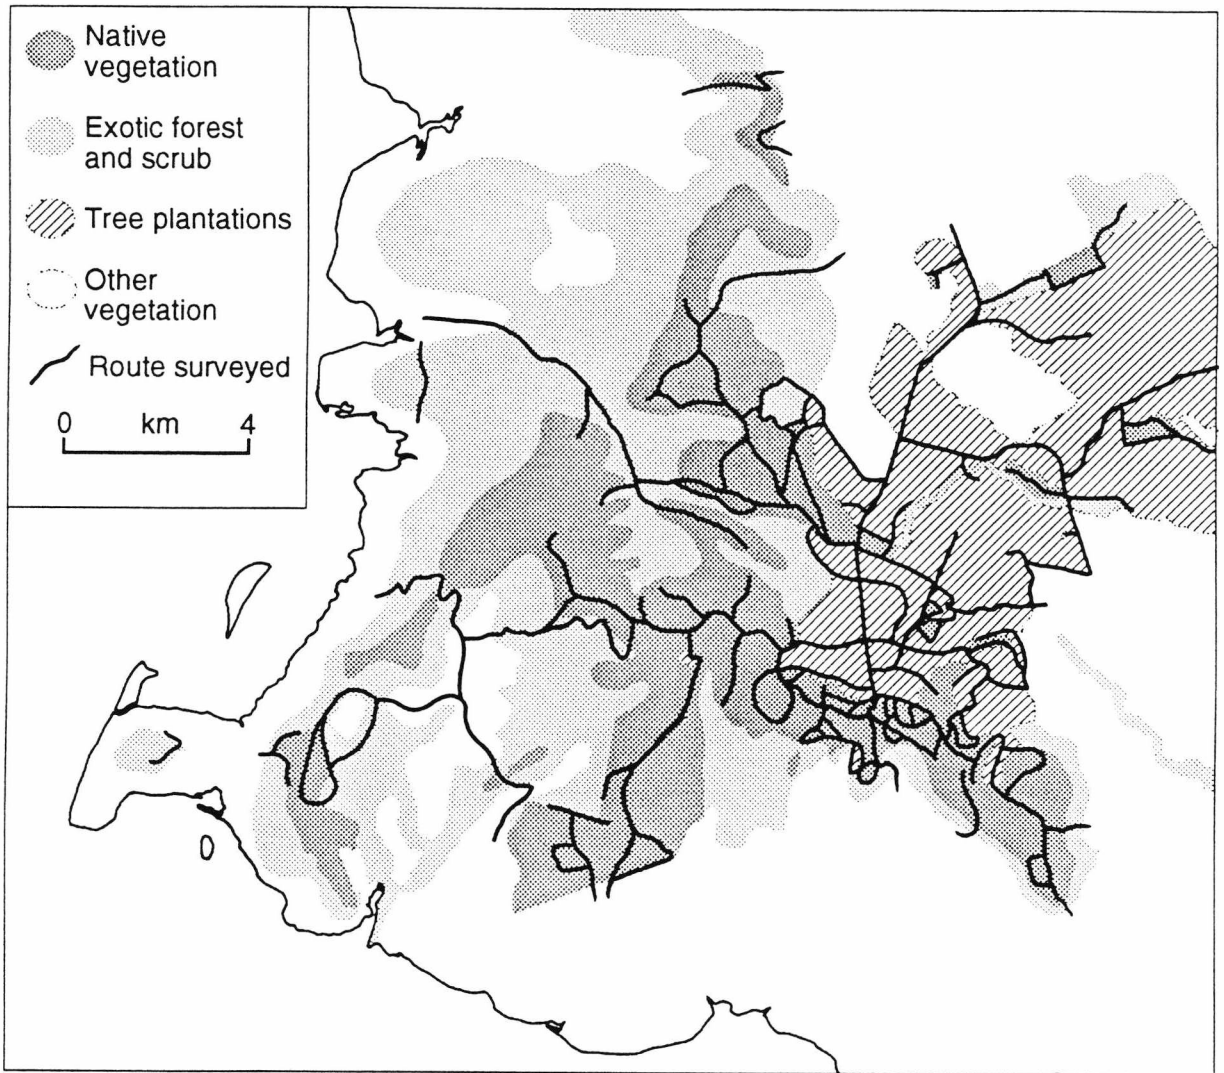 Native
vegetation
Exotic forest
and scrub
Tree plantations
Other
vegetation
Route surveyed
0 km 4